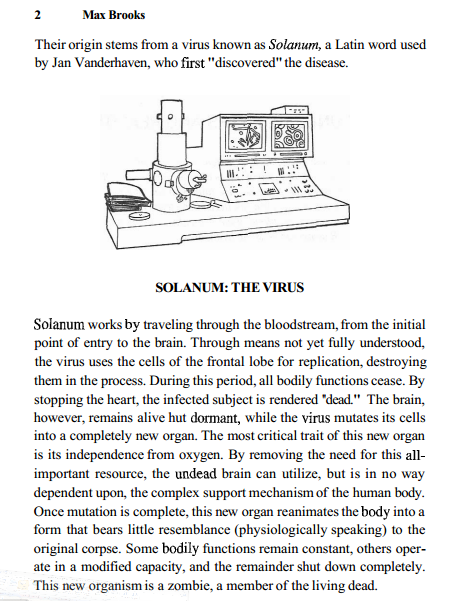 2 Max Brooks
Their origin stems from a virus known as Solanum, a Latin word used
by Jan Vanderhaven, who first "discovered" the disease.
SOLANUM: THE VIRUS
Solanum works by traveling through the bloodstream, from the initial
point of entry to the brain. Through means not yet fully understood,
the virus uses the cells of the frontal lobe for replication, destroying
them in the process. During this period, all bodily functions cease. By
stopping the heart, the infected subject is rendered "dead." The brain,
however, remains alive hut dormant, while the virus mutates its cells
into a completely new organ. The most critical trait of this new organ
is its independence from oxygen. By removing the need for this all-
important resource, the undead brain can utilize, but is in no way
dependent upon, the complex support mechanism of the human body.
Once mutation is complete, this new organ reanimates the body into a
form that bears little resemblance (physiologically speaking) to the
original corpse. Some bodily functions remain constant, others oper-
ate in a modified capacity, and the remainder shut down completely.
This new organism is a zombie, a member of the living dead.